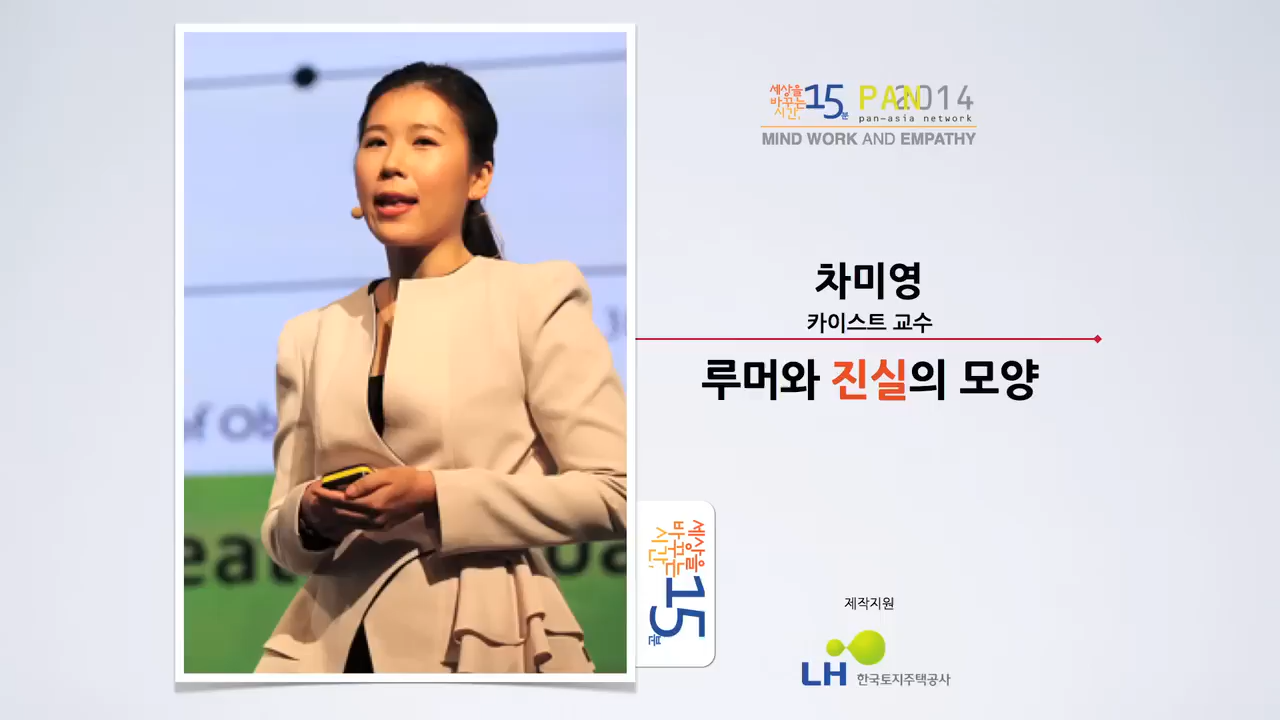 세상을
바꾸는
시간,
15분
PAN 2014
pan-asia network
MIND WORK AND EMPATHY
차미영
카이스트 교수
루머와 진실의 모양
세상을
바꾸는
시간,
15분
제작지원
LH 한국토지주택공사